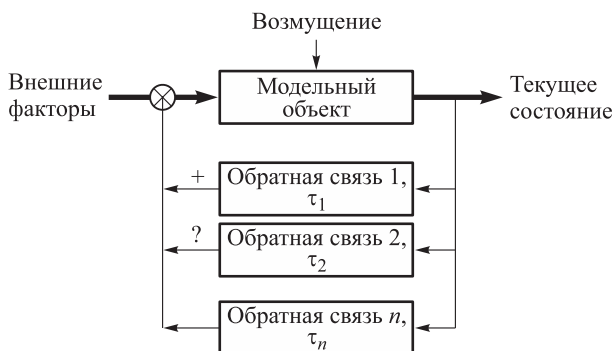 Возмущение
Внешние
факторы
Модельный
объект
Текущее
состояние
+
Обратная связь 1,
τ1
?
Обратная связь 2,
τ2
Обратная связь n,
τn